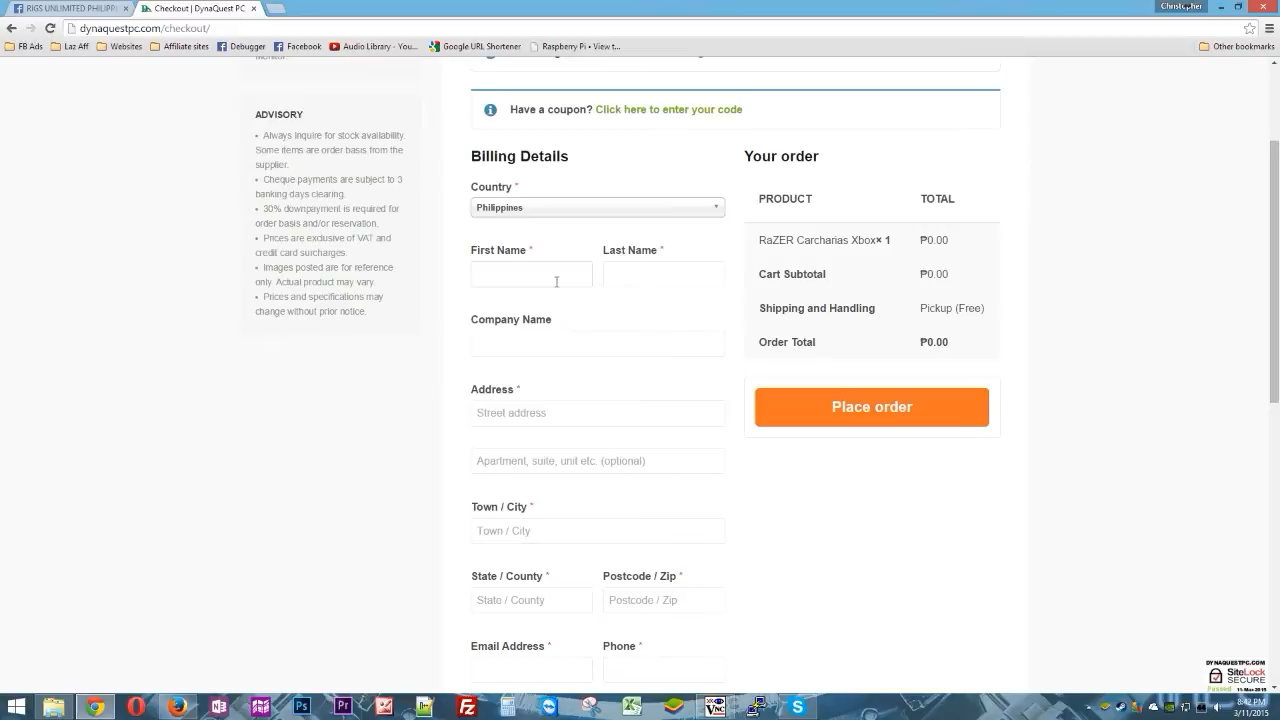 RIGS UNLIMITED PHILIPP
Checkout | DynaQuest PC
Christopher
dynaquestpc.com/checkout/
FB Ads
Laz Aff
Websites
Affiliate sites
Debugger
Facebook
Audio Library - You...
Google URL Shortener
Raspberry Pi • View t...
Other bookmarks
ADVISORY
• Always inquire for stock availability.
Some items are order basis from the
supplier.
• Cheque payments are subject to 3
banking days clearing.
• 30% downpayment is required for
order basis and/or reservation.
• Prices are exclusive of VAT and
credit card surcharges.
• Images posted are for reference
only. Actual product may vary.
• Prices and specifications may
change without prior notice.
Have a coupon? Click here to enter your code
Billing Details
Country *
Philippines
First Name *
Last Name *
Company Name
Address *
Street address
Apartment, suite, unit etc. (optional)
Town / City *
Town / City
State / County *
Postcode / Zip *
State / County
Postcode / Zip
Email Address *
Phone *
Your order
PRODUCT
TOTAL
RaZER Carcharias Xbox× 1
₱0.00
Cart Subtotal
₱0.00
Shipping and Handling
Pickup (Free)
Order Total
₱0.00
Place order
DYNAQUESTPC.COM
SiteLock
SECURE
Passed 11-Mar-2015
8:42 PM
3/11/2015